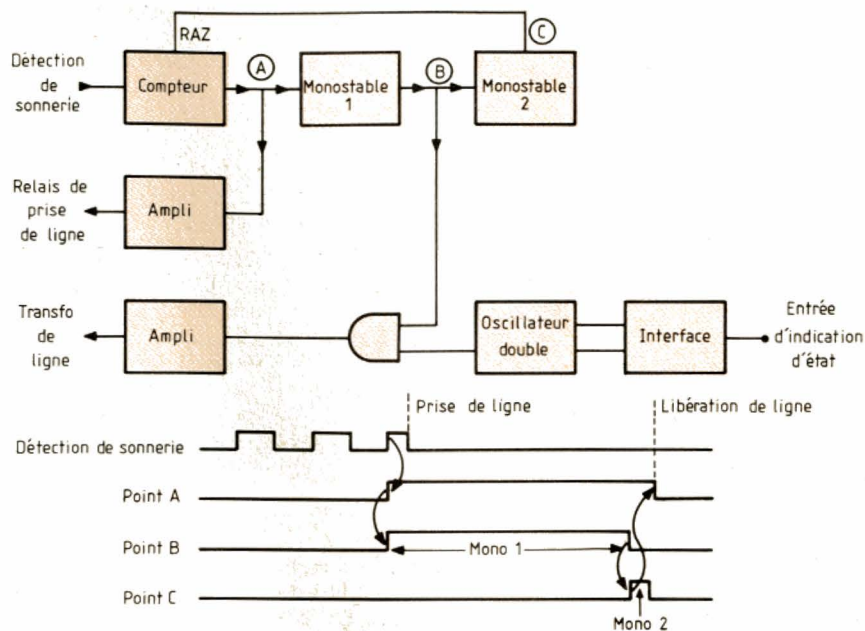 RAZ
C
Détection
de
sonnerie
Compteur
A
Monostable
1
B
Monostable
2
Relais de
prise
de ligne
Ampli
Transfo
de
ligne
Ampli
Oscillateur
double
Interface
Entrée
d'indication
d'état
Prise de ligne
Libération de ligne
Détection de sonnerie
Point A
Point B
Mono 1
Point C
Mono 2